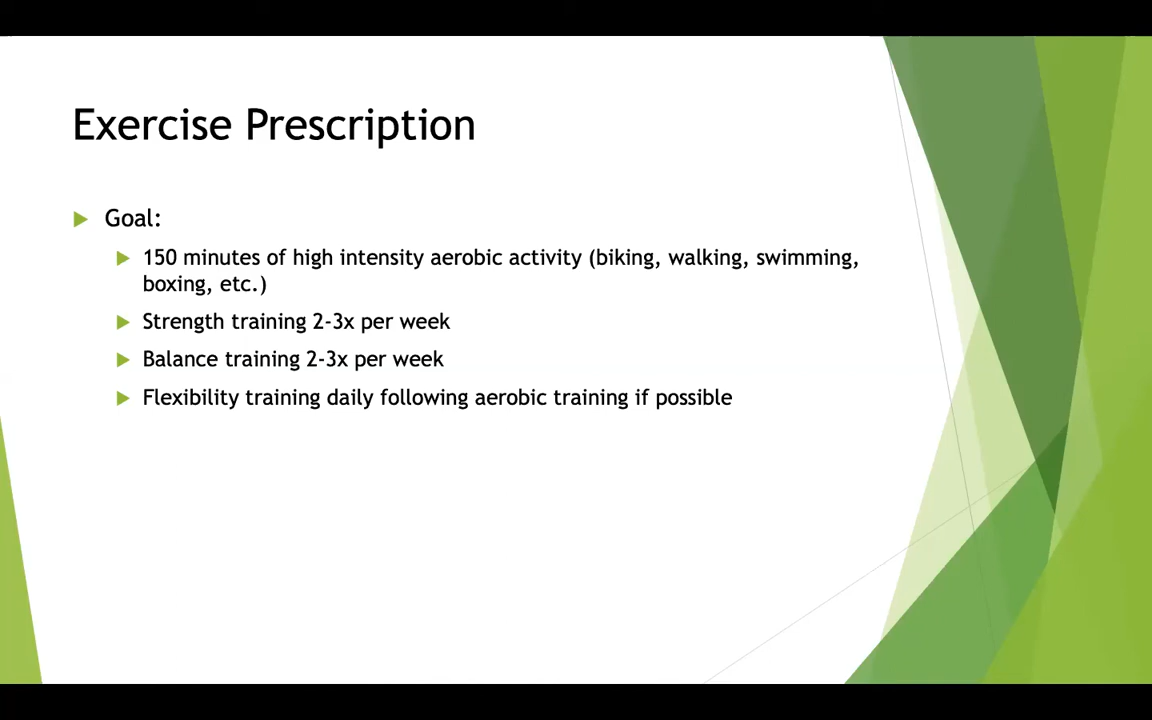 Exercise Prescription
Goal:
150 minutes of high intensity aerobic activity (biking, walking, swimming,
boxing, etc.)
Strength training 2-3x per week
Balance training 2-3x per week
Flexibility training daily following aerobic training if possible